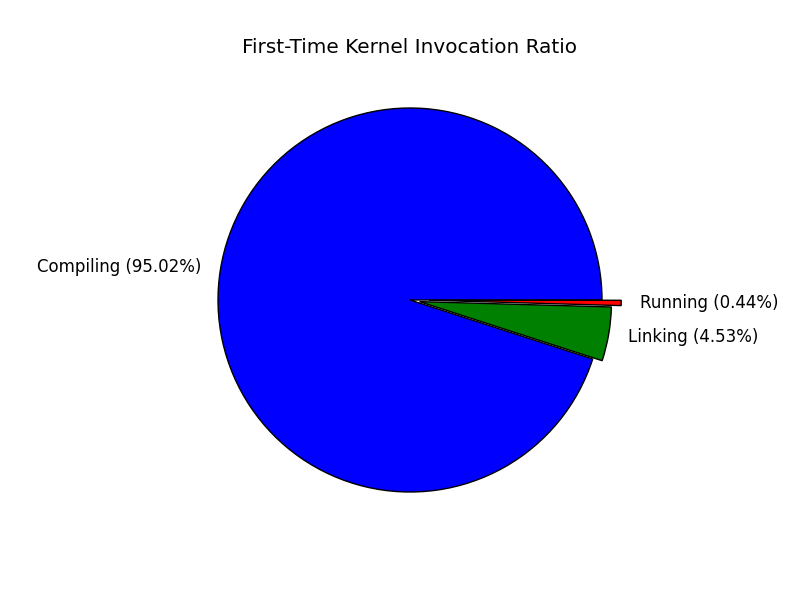 First-Time Kernel Invocation Ratio
Compiling (95.02%)
Running (0.44%)
Linking (4.53%)